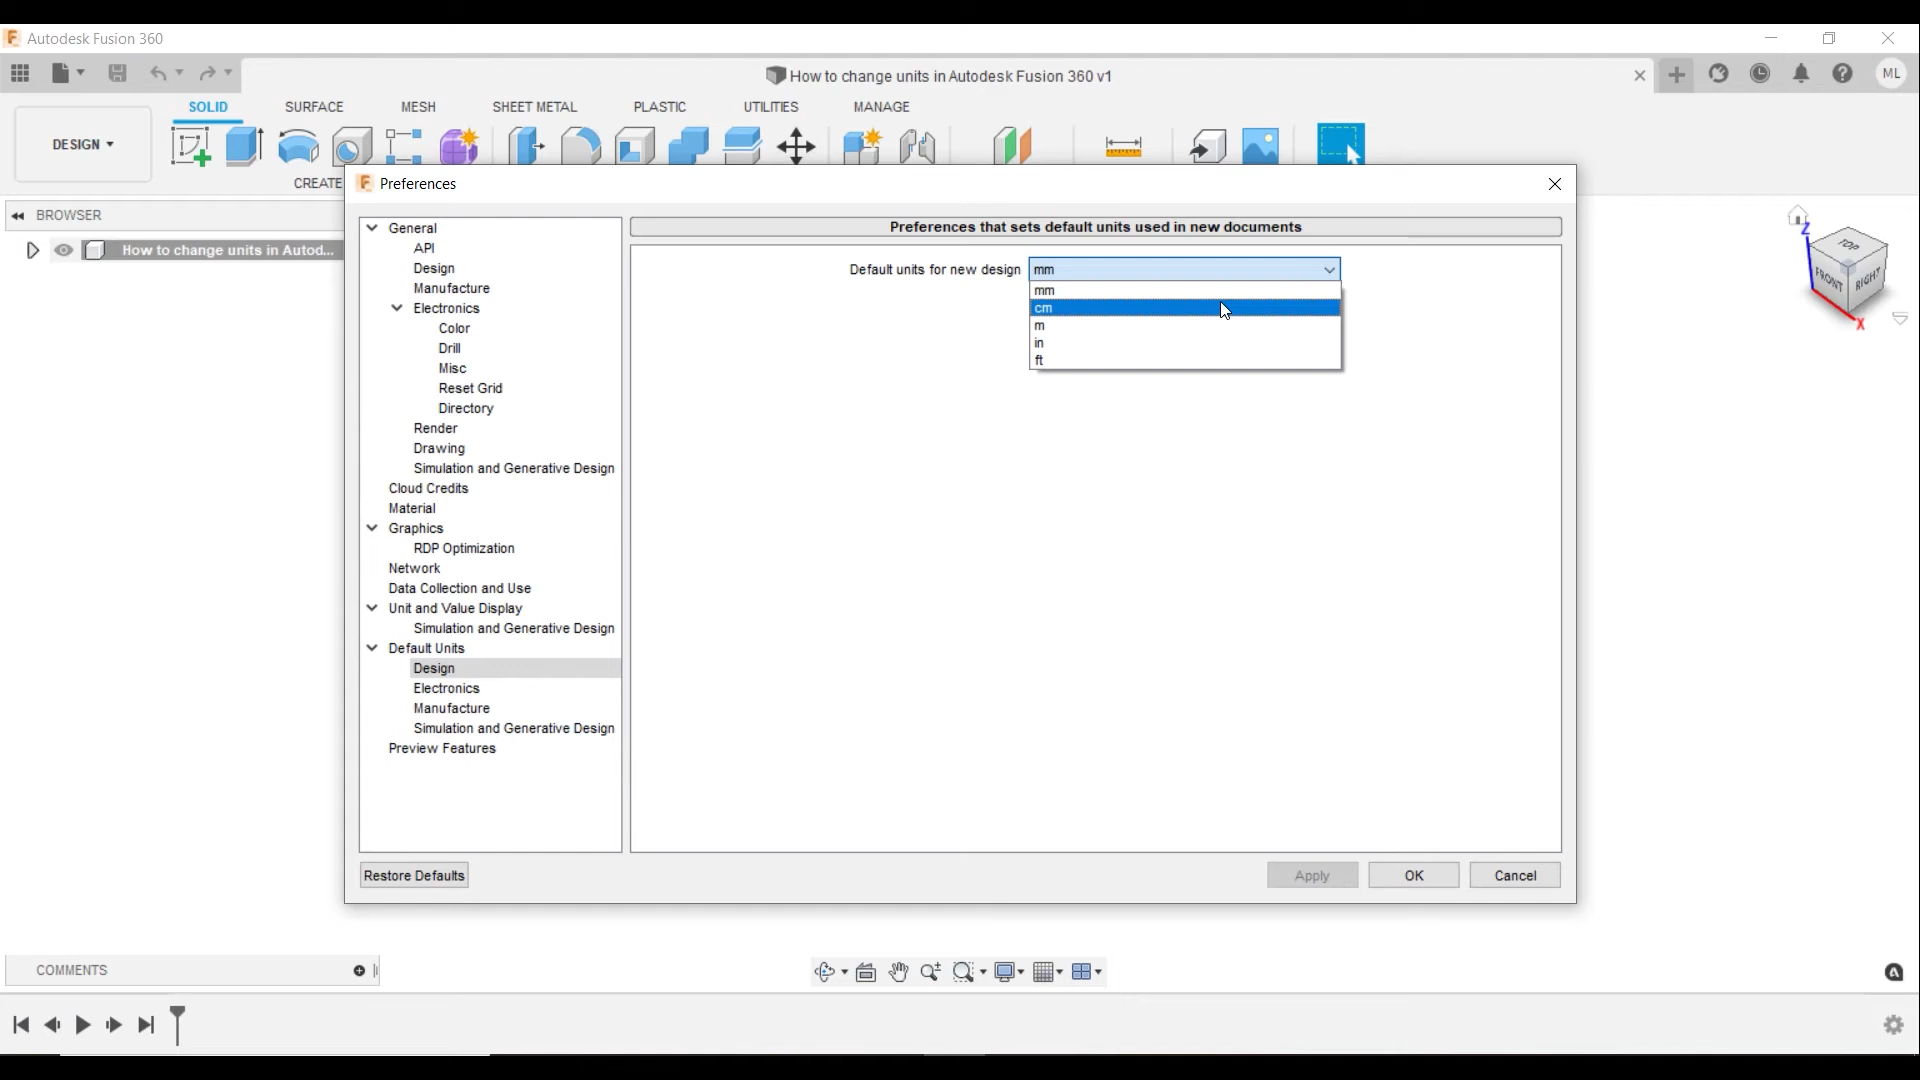 Autodesk Fusion 360
How to change units in Autodesk Fusion 360 v1
ML
SOLID SURFACE MESH SHEET METAL PLASTIC UTILITIES MANAGE
DESIGN
CREATE
Preferences
BROWSER
How to change units in Autod...
TOP
FRONT
RIGHT
Z
X
General
API
Design
Manufacture
Electronics
Color
Drill
Misc
Reset Grid
Directory
Render
Drawing
Simulation and Generative Design
Cloud Credits
Material
Graphics
RDP Optimization
Network
Data Collection and Use
Unit and Value Display
Simulation and Generative Design
Default Units
Design
Electronics
Manufacture
Simulation and Generative Design
Preview Features
Preferences that sets default units used in new documents
Default units for new design mm
mm
cm
m
in
ft
Restore Defaults
Apply OK Cancel
COMMENTS